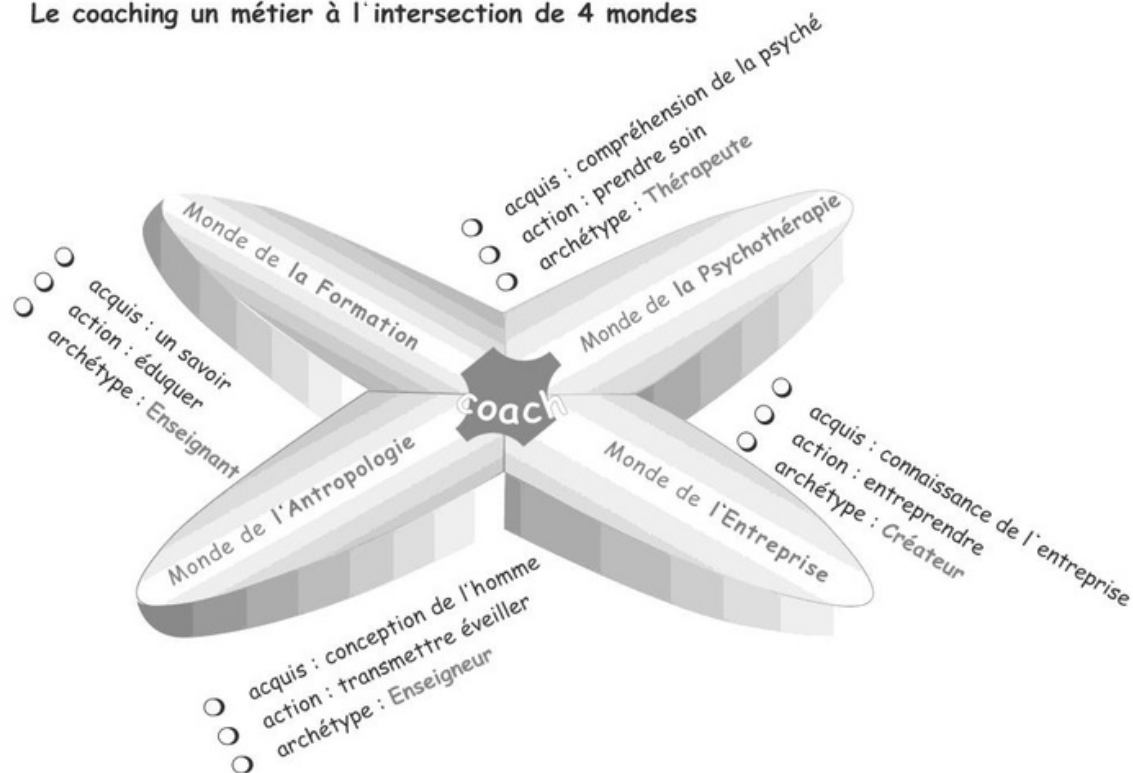 Le coaching un métier à l'intersection de 4 mondes
acquis : compréhension de la psyché
action : prendre soin
archétype : Thérapeute
Monde de la Formation
Monde de la Psychothérapie
acquis : un savoir
action : éduquer
archétype : Enseignant
coach
acquis : connaissance de l'entreprise
action : entreprendre
archétype : Créateur
Monde de l'Antropologie
Monde de l'Entreprise
acquis : conception de l'homme
action : transmettre éveiller
archétype : Enseigneur